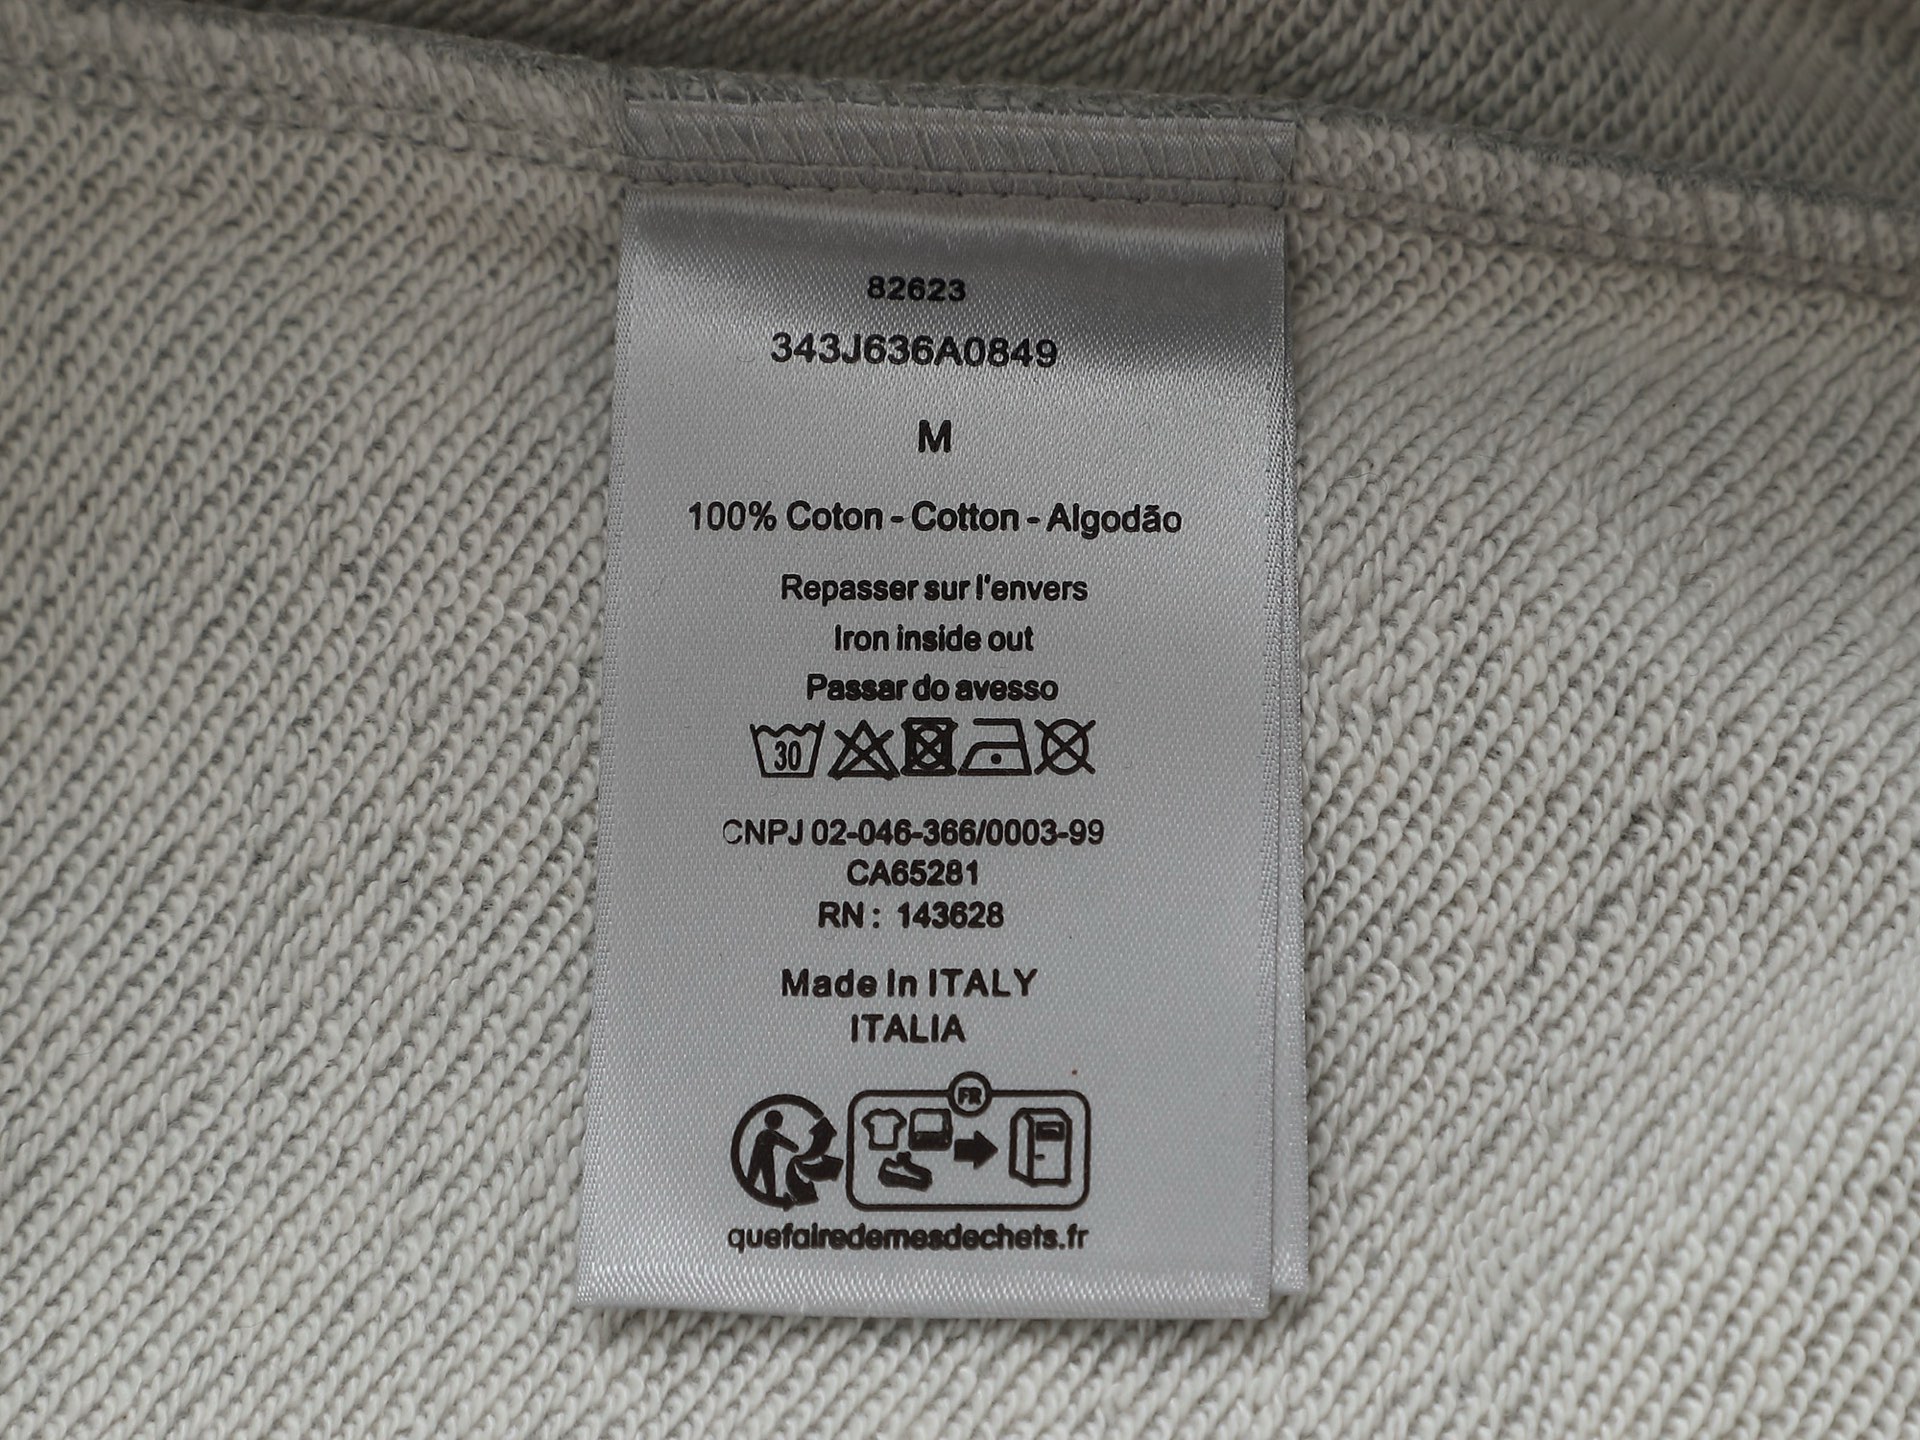 82623
343J636A0849
M
100% Coton - Cotton - Algodão
Repasser sur l'envers
Iron inside out
Passar do avesso
30
CNPJ 02-046-366/0003-99
CA65281
RN : 143628
Made In ITALY
ITALIA
FR
quefairedemesdechets.fr